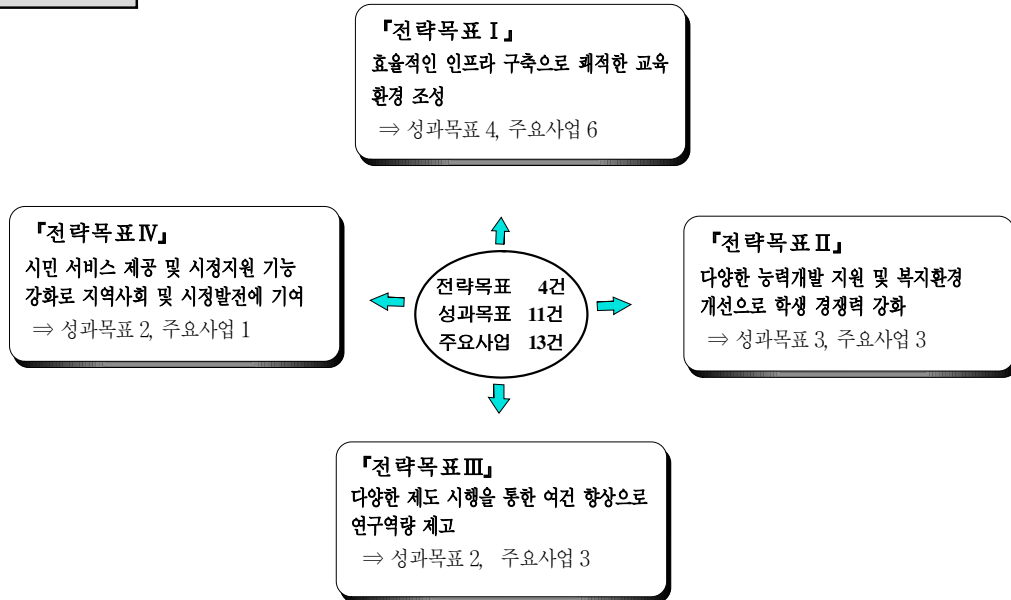 『전략목표Ⅰ』
효율적인 인프라 구축으로 쾌적한 교육
환경 조성
⇒ 성과목표 4, 주요사업 6
『전략목표Ⅳ』
시민 서비스 제공 및 시정지원 기능
강화로 지역사회 및 시정발전에 기여
⇒ 성과목표 2, 주요사업 1
전략목표 4건
성과목표 11건
주요사업 13건
『전략목표Ⅱ』
다양한 능력개발 지원 및 복지환경
개선으로 학생 경쟁력 강화
⇒ 성과목표 3, 주요사업 3
『전략목표Ⅲ』
다양한 제도 시행을 통한 여건 향상으로
연구역량 제고
⇒ 성과목표 2, 주요사업 3